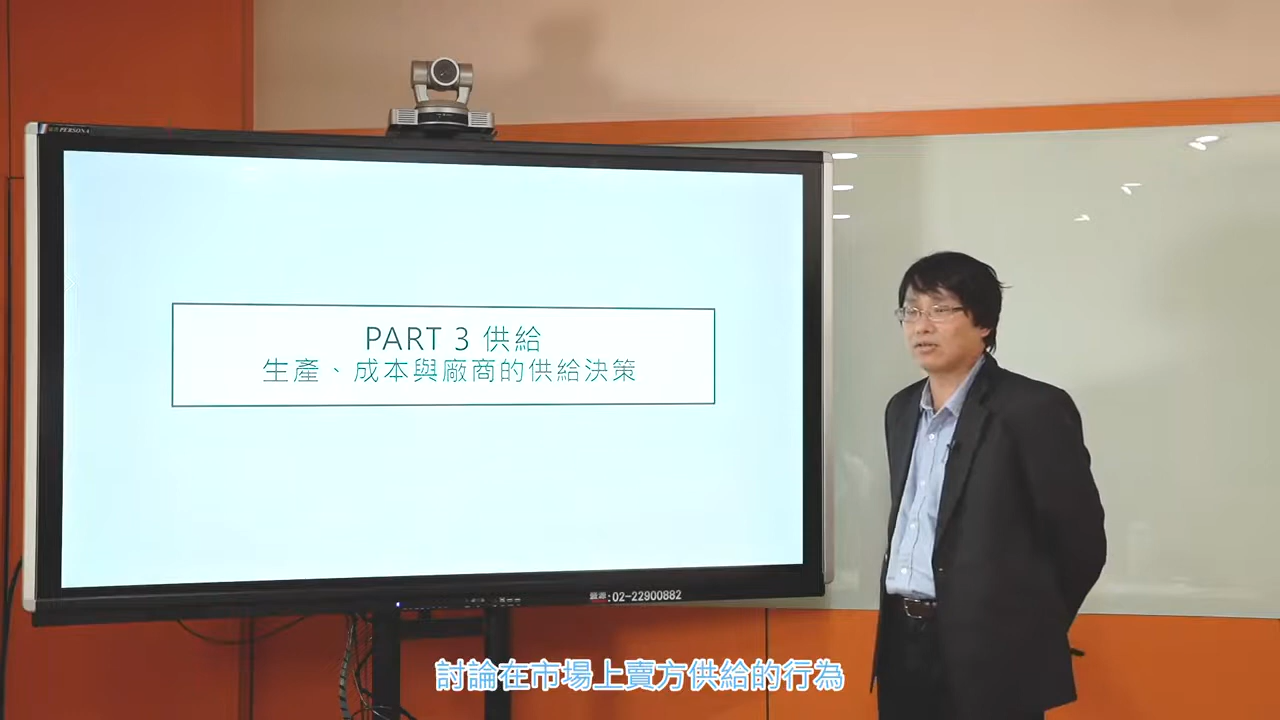 PERSONA
PART 3 供給
生產、成本與廠商的供給決策
:02-22900882
討論在市場上賣方供給的行為